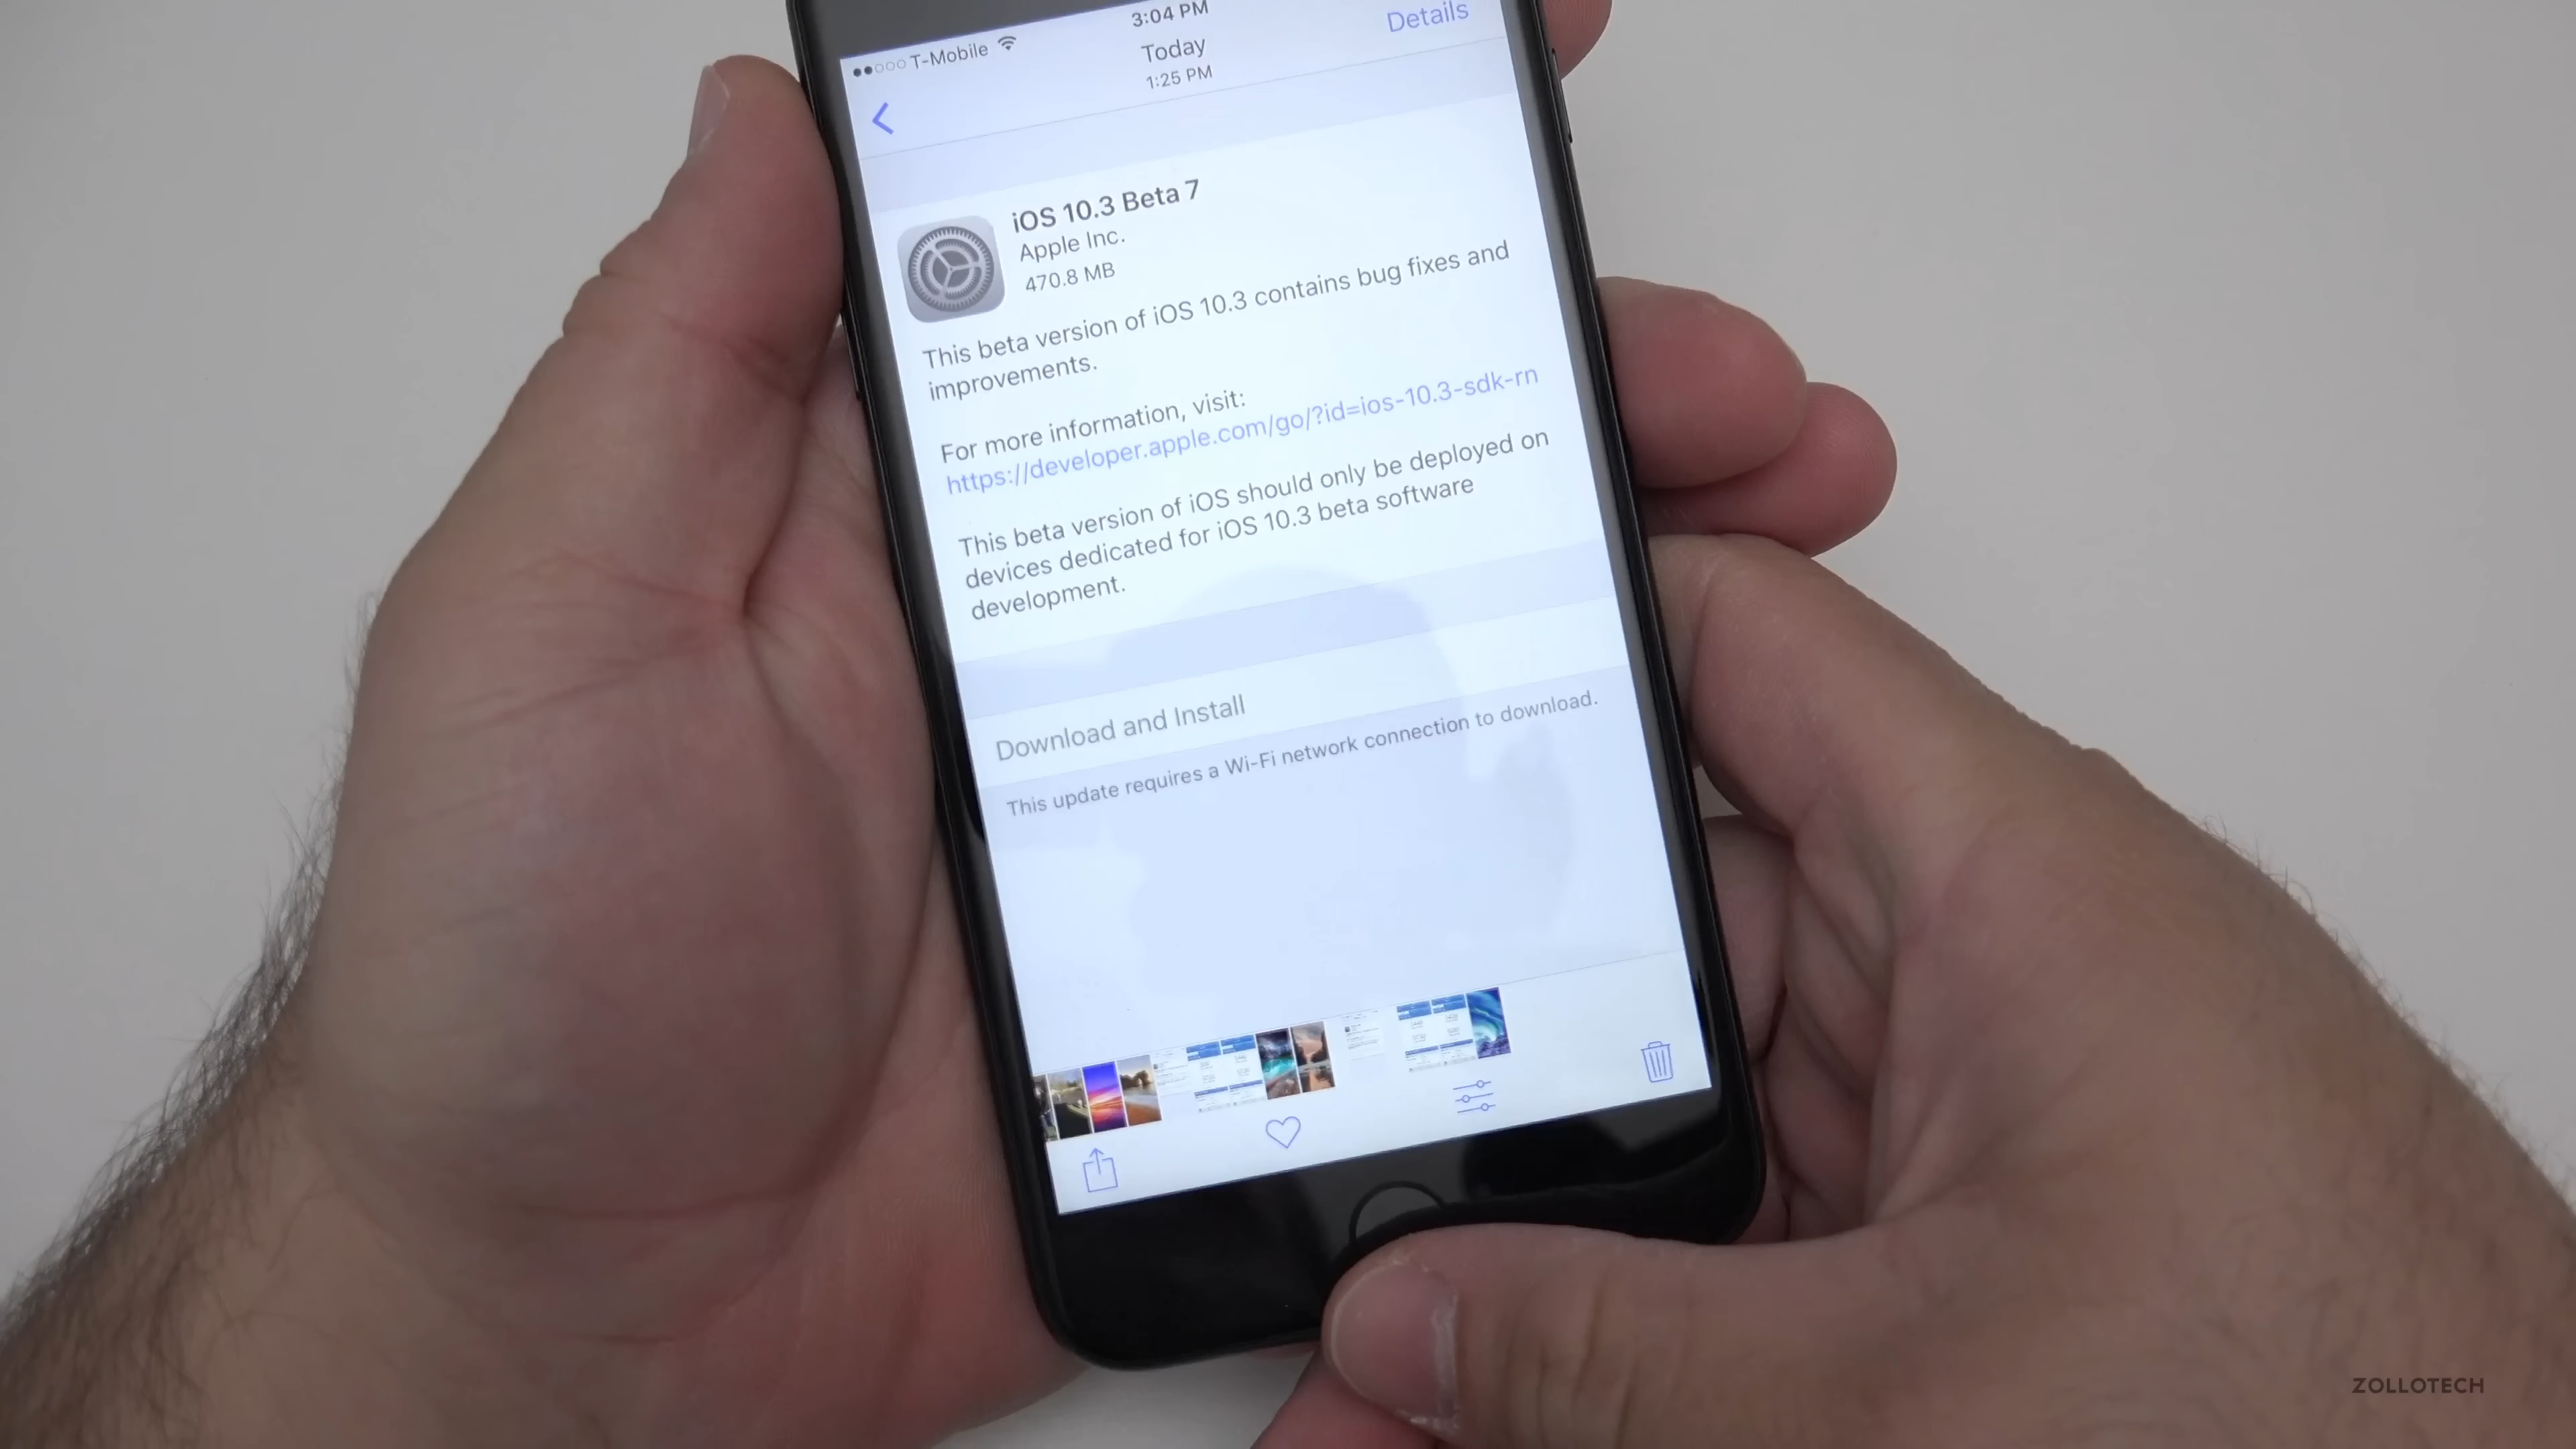 T-Mobile
3:04 PM
Today
1:25 PM
Details
iOS 10.3 Beta 7
Apple Inc.
470.8 MB
This beta version of iOS 10.3 contains bug fixes and
improvements.
For more information, visit:
https://developer.apple.com/go/?id=ios-10.3-sdk-rn
This beta version of iOS should only be deployed on
devices dedicated for iOS 10.3 beta software
development.
Download and Install
This update requires a Wi-Fi network connection to download.
ZOLLOTECH